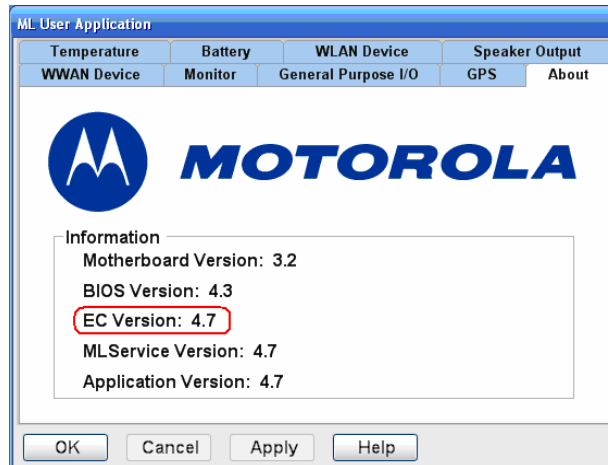 ML User Application
Temperature Battery WLAN Device Speaker Output
WWAN Device Monitor General Purpose I/O GPS About
MOTOROLA
Information
Motherboard Version: 3.2
BIOS Version: 4.3
EC Version: 4.7
MLService Version: 4.7
Application Version: 4.7
OK Cancel Apply Help